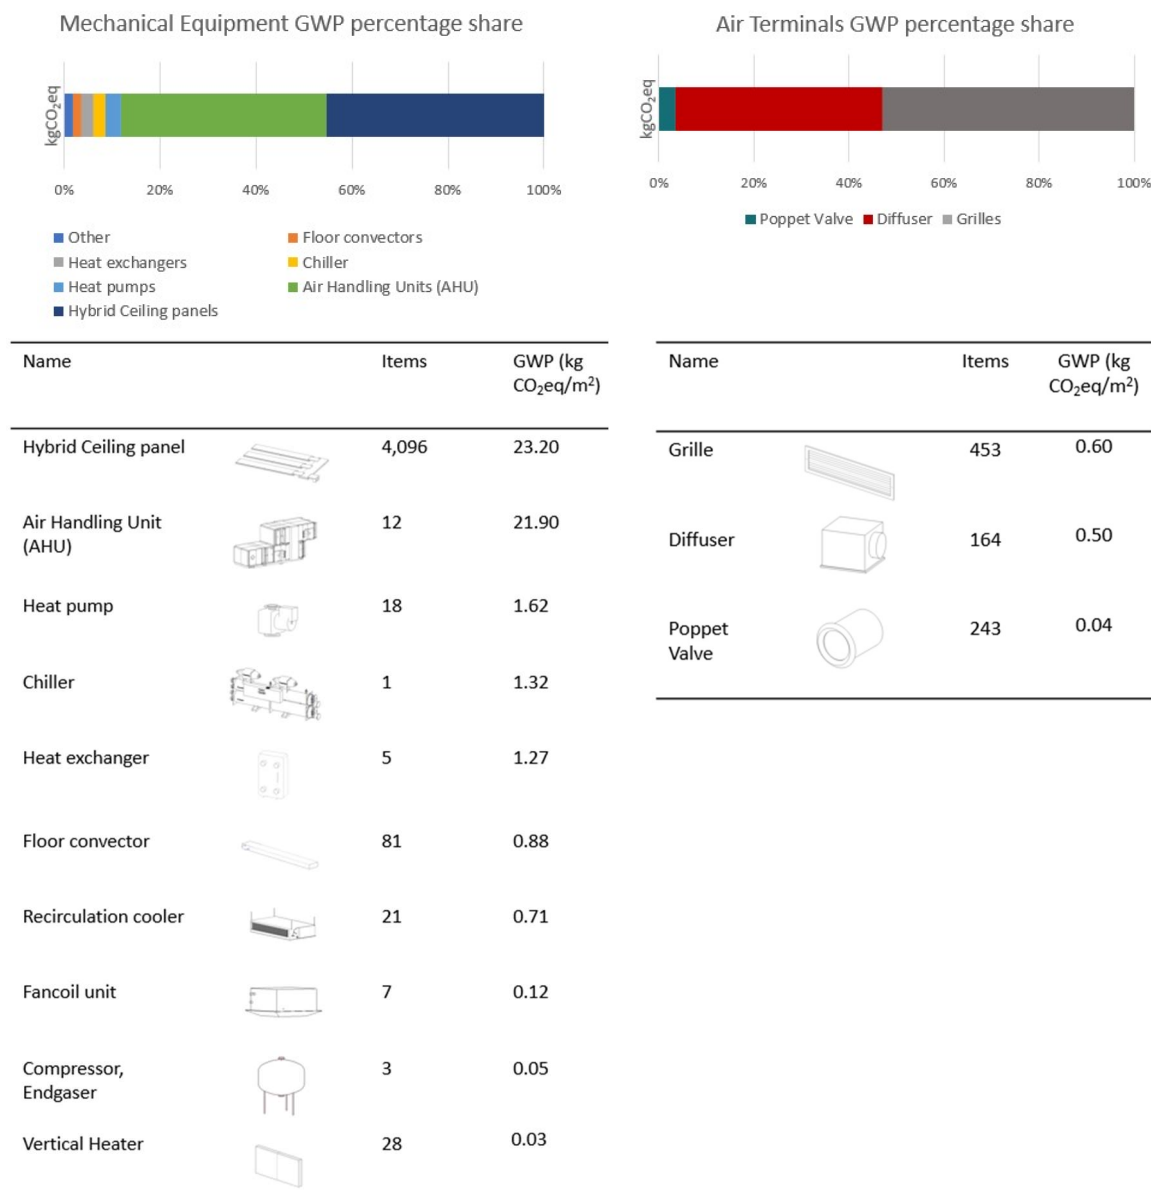 Mechanical Equipment GWP percentage share
kgCO₂eq
0% 20% 40% 60% 80% 100%
Other Floor convectors
Heat exchangers Chiller
Heat pumps Air Handling Units (AHU)
Hybrid Ceiling panels
Air Terminals GWP percentage share
kgCO₂eq
0% 20% 40% 60% 80% 100%
Poppet Valve Diffuser Grilles
Name Items GWP (kg
CO₂eq/m²)
Hybrid Ceiling panel 4,096 23.20
Air Handling Unit 12 21.90
(AHU)
Heat pump 18 1.62
Chiller 1 1.32
Heat exchanger 5 1.27
Floor convector 81 0.88
Recirculation cooler 21 0.71
Fancoil unit 7 0.12
Compressor, 3 0.05
Endgaser
Vertical Heater 28 0.03
Name Items GWP (kg
CO₂eq/m²)
Grille 453 0.60
Diffuser 164 0.50
Poppet 243 0.04
Valve